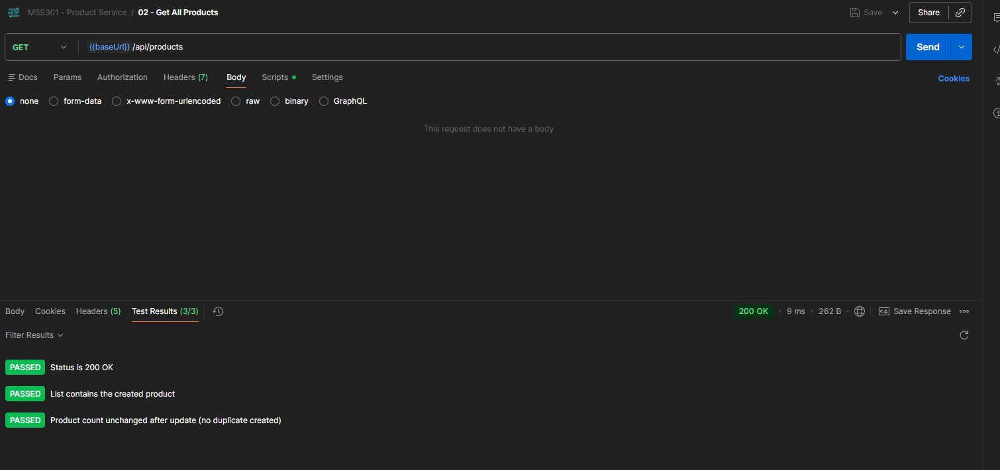 HTTP MSS301 - Product Service / 02 - Get All Products Save Share
GET {{baseUrl}} /api/products Send
Docs Params Authorization Headers (7) Body Scripts Settings Cookies
none form-data x-www-form-urlencoded raw binary GraphQL
This request does not have a body
Body Cookies Headers (5) Test Results (3/3) 200 OK • 9 ms • 262 B • e.g. Save Response
Filter Results
PASSED Status is 200 OK
PASSED List contains the created product
PASSED Product count unchanged after update (no duplicate created)